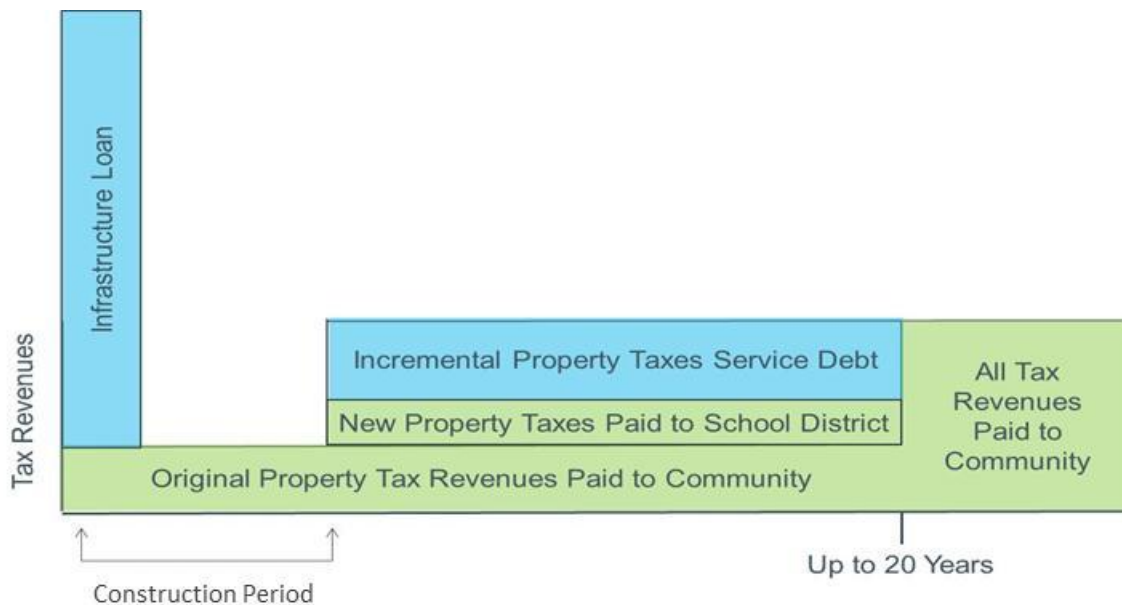 Infrastructure Loan
Tax Revenues
Incremental Property Taxes Service Debt
New Property Taxes Paid to School District
Original Property Tax Revenues Paid to Community
All Tax
Revenues
Paid to
Community
Up to 20 Years
Construction Period